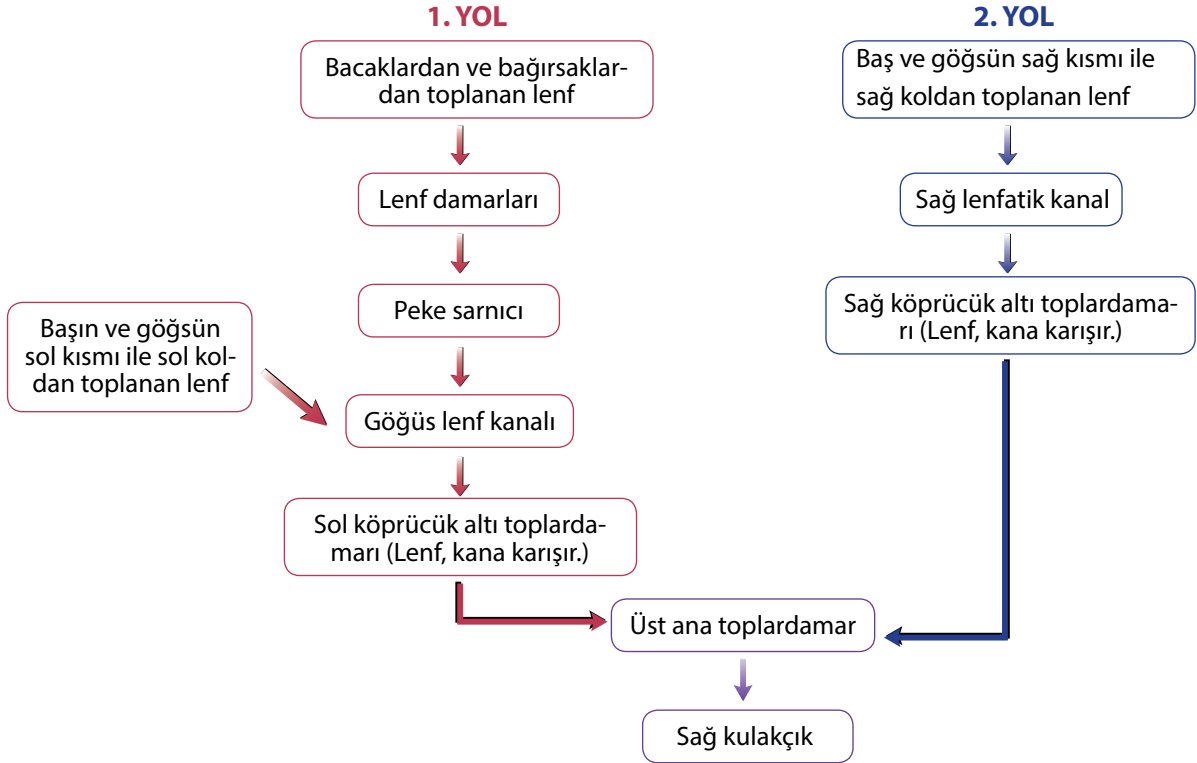 1. YOL
Bacaklardan ve bağırsaklar-
dan toplanan lenf
Lenf damarları
Peke sarnıcı
Başın ve göğsün
sol kısmı ile sol kol-
dan toplanan lenf
Göğüs lenf kanalı
Sol köprücük altı toplarda-
marı (Lenf, kana karışır.)
2. YOL
Baş ve göğsün sağ kısmı ile
sağ koldan toplanan lenf
Sağ lenfatik kanal
Sağ köprücük altı toplardama-
rı (Lenf, kana karışır.)
Üst ana toplardamar
Sağ kulakçık